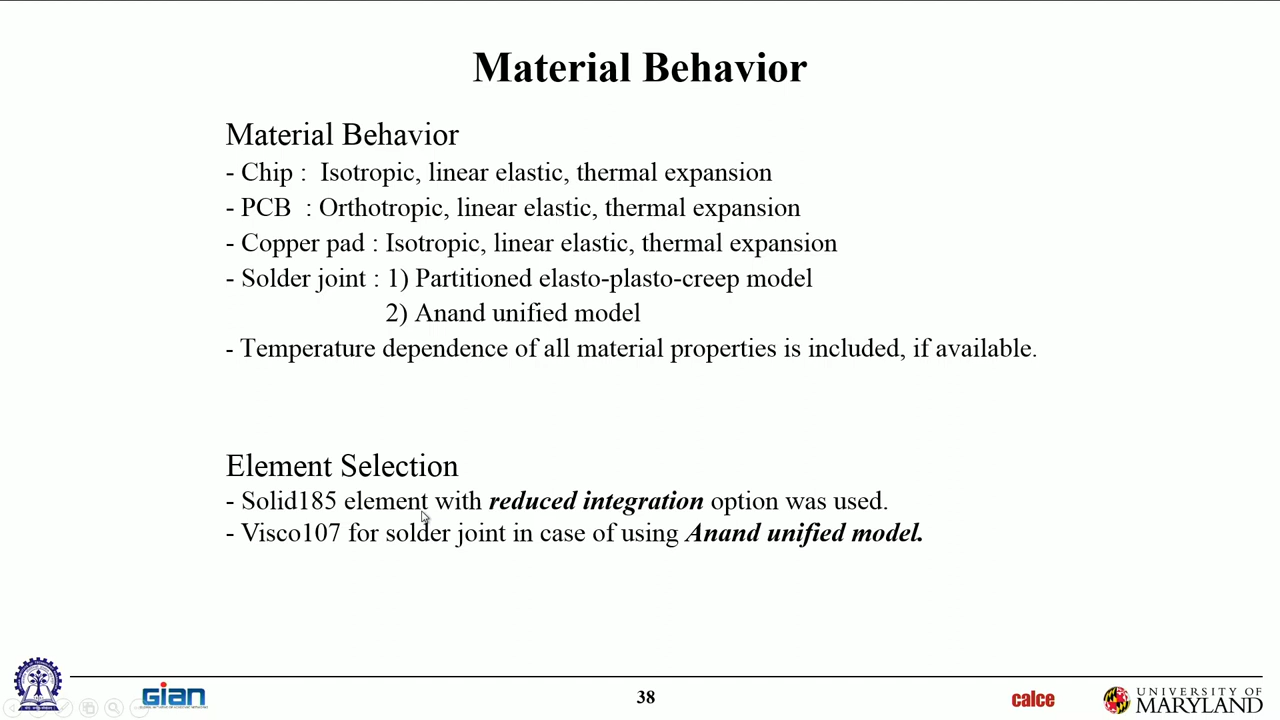 Material Behavior
Material Behavior
- Chip : Isotropic, linear elastic, thermal expansion
- PCB : Orthotropic, linear elastic, thermal expansion
- Copper pad : Isotropic, linear elastic, thermal expansion
- Solder joint : 1) Partitioned elasto-plasto-creep model
2) Anand unified model
- Temperature dependence of all material properties is included, if available.
Element Selection
- Solid185 element with reduced integration option was used.
- Visco107 for solder joint in case of using Anand unified model.
gian
38
calce
UNIVERSITY OF
MARYLAND